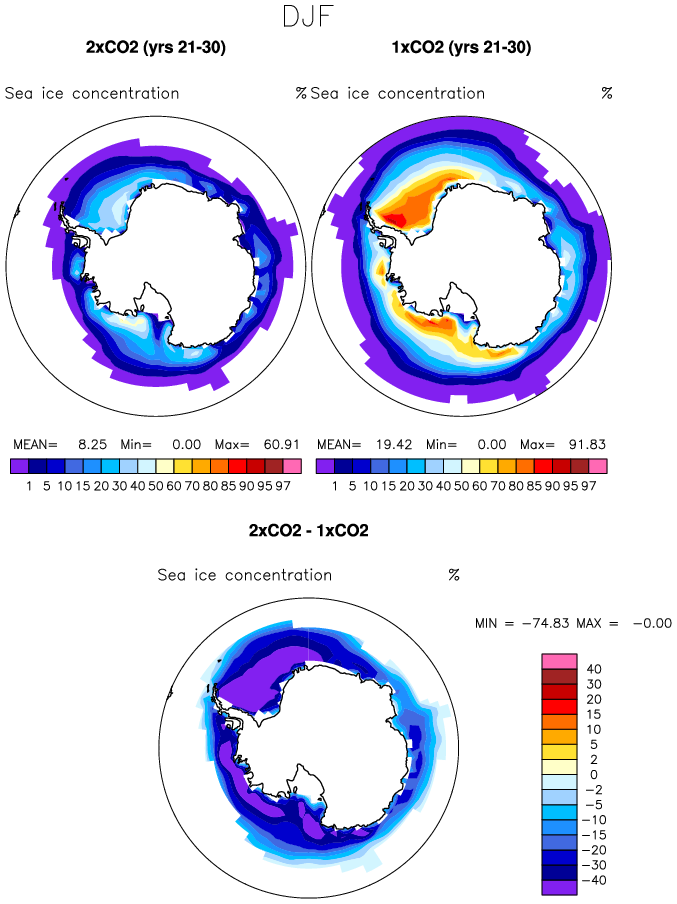 DJF
2xCO2 (yrs 21-30) 1xCO2 (yrs 21-30)
Sea ice concentration % Sea ice concentration %
MEAN= 8.25 Min= 0.00 Max= 60.91 MEAN= 19.42 Min= 0.00 Max= 91.83
1 5 10 15 20 30 40 50 60 70 80 85 90 95 97 1 5 10 15 20 30 40 50 60 70 80 85 90 95 97
2xCO2 - 1xCO2
Sea ice concentration %
MIN = -74.83 MAX = -0.00
40
30
20
15
10
5
2
0
-2
-5
-10
-15
-20
-30
-40